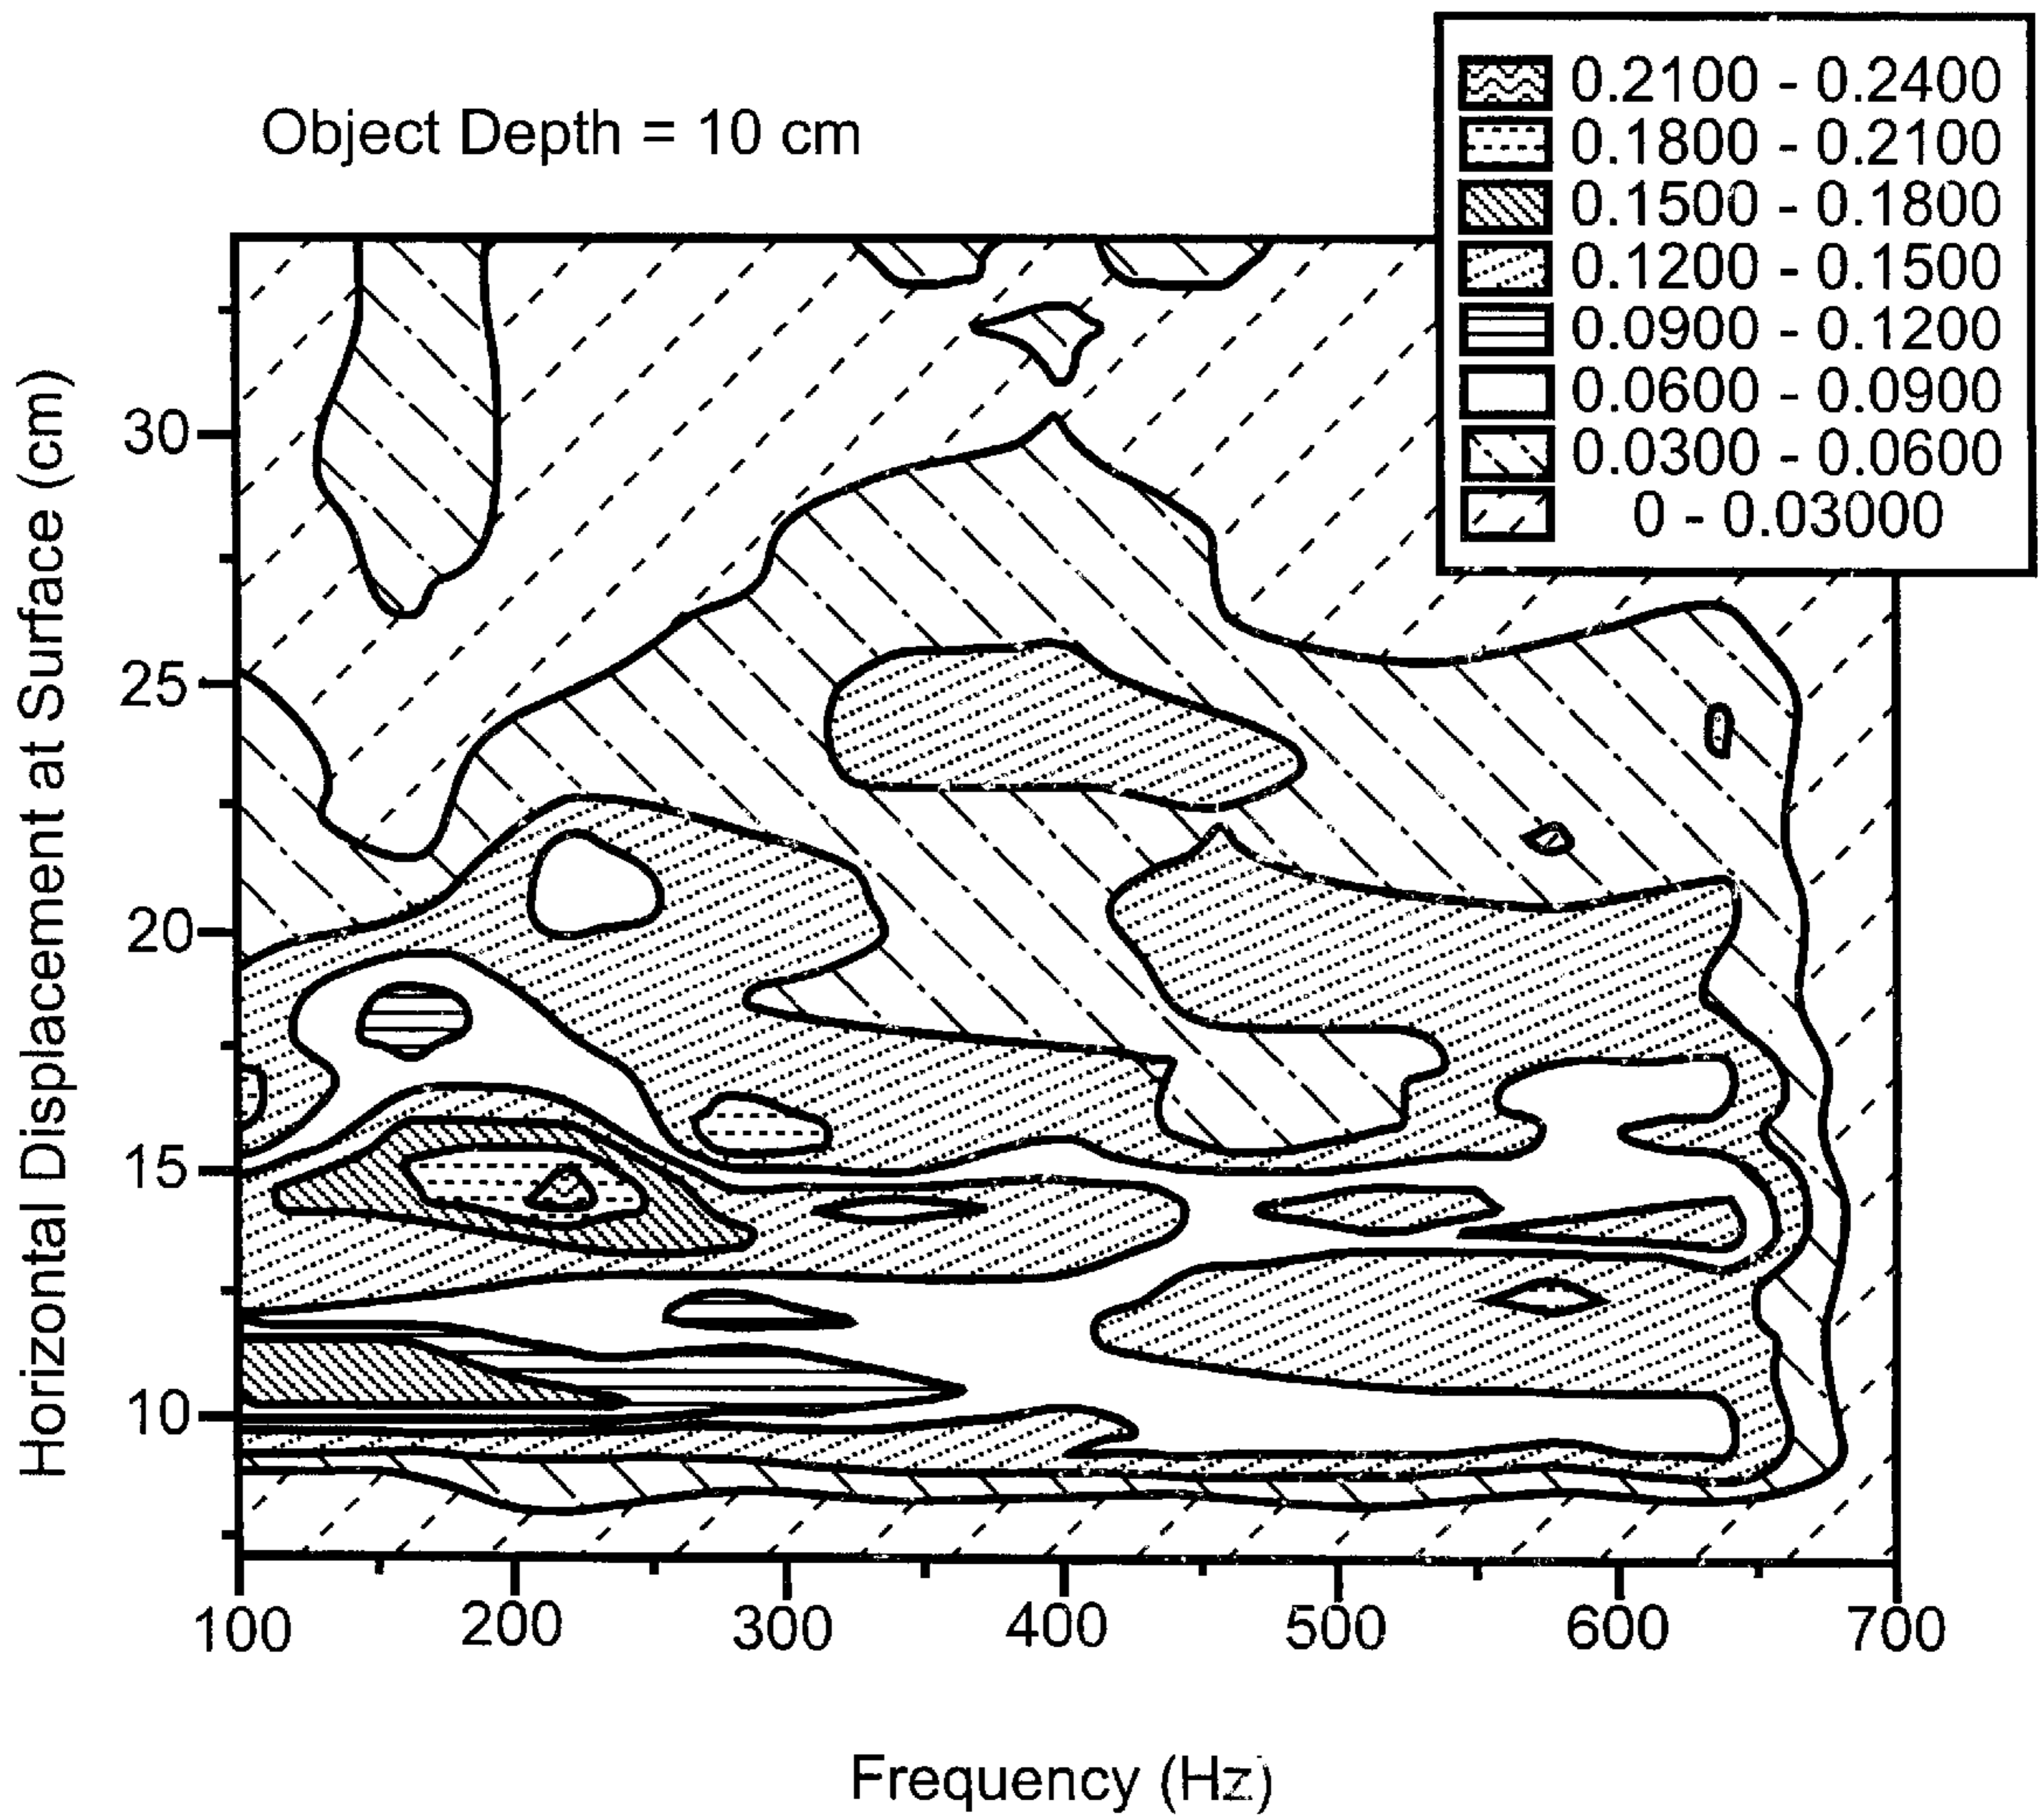 Object Depth = 10 cm
0.2100 - 0.2400
0.1800 - 0.2100
0.1500 - 0.1800
0.1200 - 0.1500
0.0900 - 0.1200
0.0600 - 0.0900
0.0300 - 0.0600
0 - 0.03000
Horizontal Displacement at Surface (cm)
30
25
20
15
10
100 200 300 400 500 600 700
Frequency (Hz)